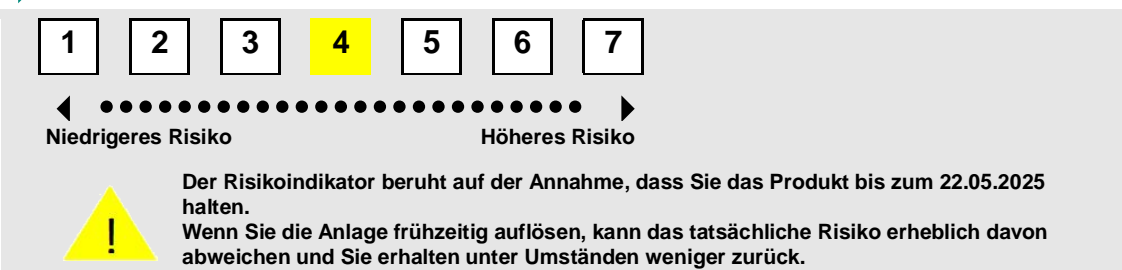 1 2 3 4 5 6 7
Niedrigeres Risiko Höheres Risiko
Der Risikoindikator beruht auf der Annahme, dass Sie das Produkt bis zum 22.05.2025
halten.
Wenn Sie die Anlage frühzeitig auflösen, kann das tatsächliche Risiko erheblich davon
abweichen und Sie erhalten unter Umständen weniger zurück.
!